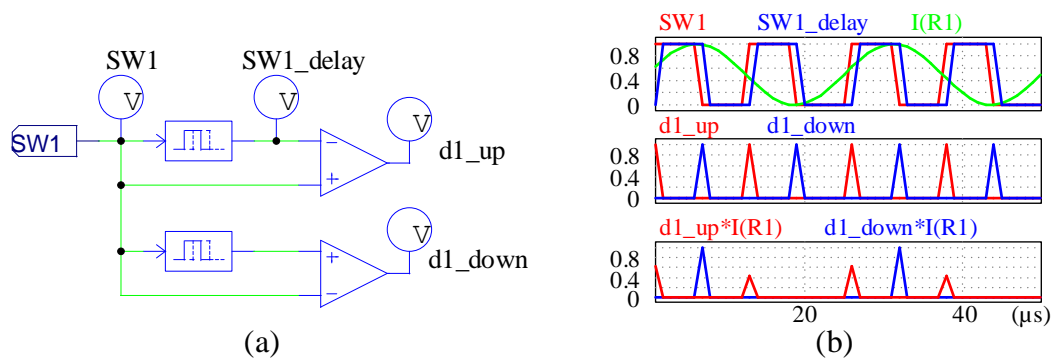 SW1
SW1_delay
V
V
V
d1_up
SW1
V
d1_down
(a)
SW1 SW1_delay I(R1)
0.8
0.4
0
d1_up d1_down
0.8
0.4
0
d1_up*I(R1) d1_down*I(R1)
0.8
0.4
0
20 40 (µs)
(b)